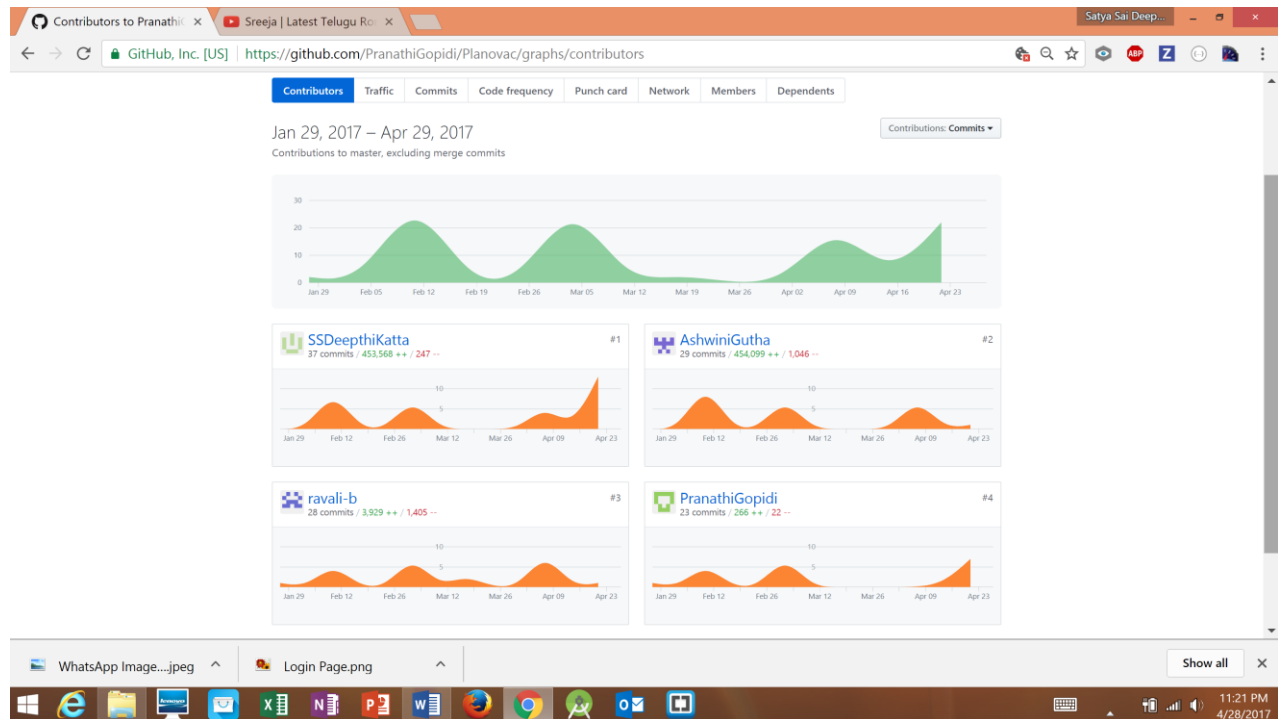 Contributors to Pranathi
Sreeja | Latest Telugu Ro
Satya Sai Deep...
GitHub, Inc. [US]
https://github.com/PranathiGopidi/Planovac/graphs/contributors
ABP
Z
Contributors Traffic Commits Code frequency Punch card Network Members Dependents
Jan 29, 2017 – Apr 29, 2017
Contributions: Commits
Contributions to master, excluding merge commits
30
20
10
0
Jan 29 Feb 05 Feb 12 Feb 19 Feb 26 Mar 05 Mar 12 Mar 19 Mar 26 Apr 02 Apr 09 Apr 16 Apr 23
SSDeepthiKatta
#1
37 commits / 453,568 ++ / 247 --
10
5
Jan 29 Feb 12 Feb 26 Mar 12 Mar 26 Apr 09 Apr 23
AshwiniGutha
#2
29 commits / 454,099 ++ / 1,046 --
10
5
Jan 29 Feb 12 Feb 26 Mar 12 Mar 26 Apr 09 Apr 23
ravali-b
#3
28 commits / 3,929 ++ / 1,405 --
10
5
Jan 29 Feb 12 Feb 26 Mar 12 Mar 26 Apr 09 Apr 23
PranathiGopidi
#4
23 commits / 266 ++ / 22 --
10
5
Jan 29 Feb 12 Feb 26 Mar 12 Mar 26 Apr 09 Apr 23
WhatsApp Image....jpeg
Login Page.png
Show all
11:21 PM
4/28/2017